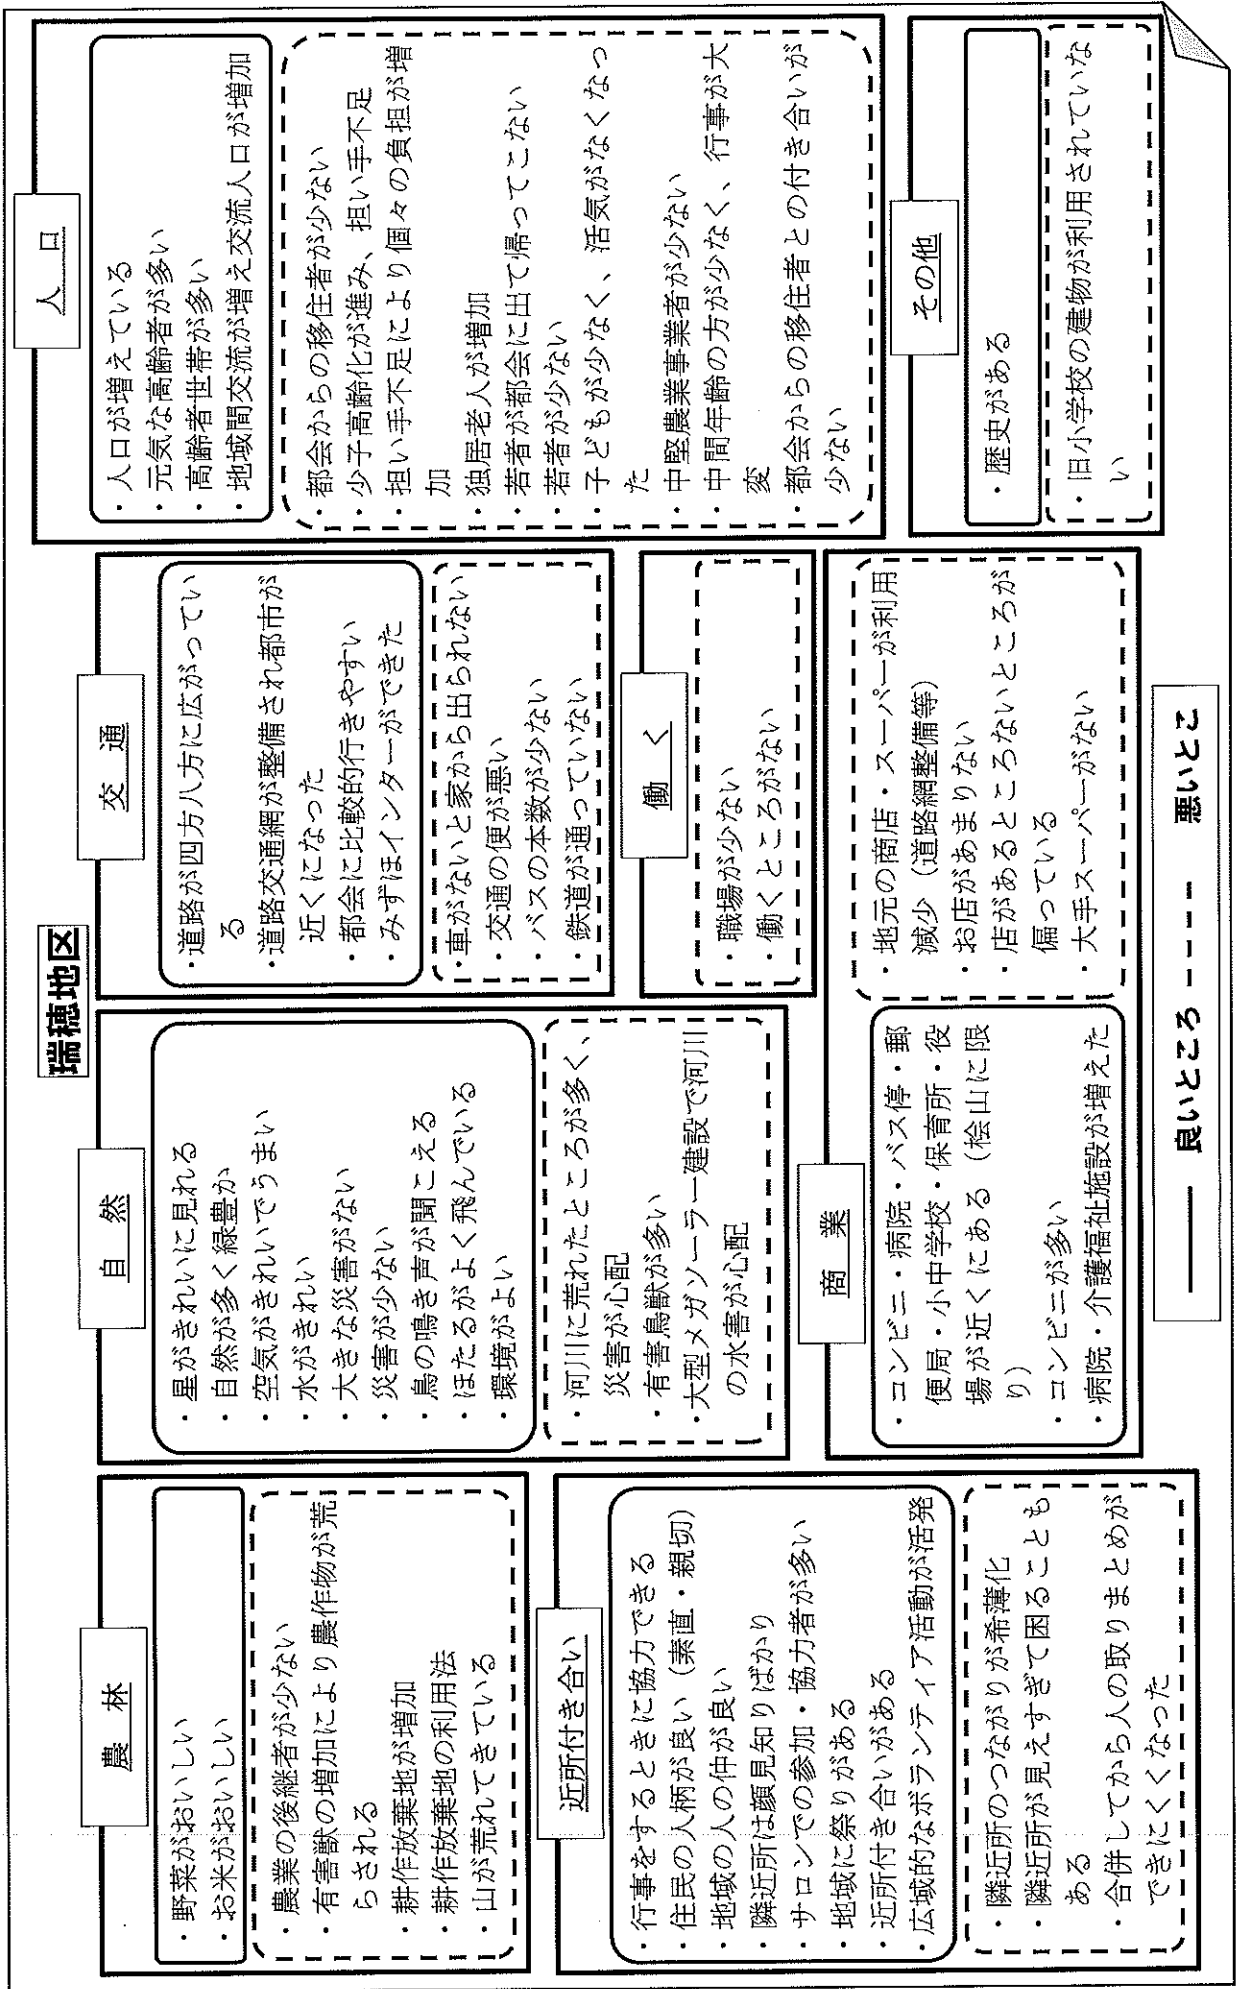 瑞穂地区
農 林
・野菜がおいしい
・お米がおいしい
・農業の後継者が少ない
・有害獣の増加により農作物が荒
らされる
・耕作放棄地が増加
・耕作放棄地の利用法
・山が荒れてきている
自 然
・星がきれいに見れる
・自然が多く緑豊か
・空気がきれいでうまい
・水がきれい
・大きな災害がない
・災害が少ない
・鳥の鳴き声が聞こえる
・ほたるがよく飛んでいる
・環境がよい
・河川に荒れたところが多く、
災害が心配
・有害鳥獣が多い
・大型メガソーラー建設で河川
の水害が心配
交 通
・道路が四方八方に広がってい
る
・道路交通網が整備され都市が
近くになった
・都会に比較的行きやすい
・みずほインターができた
・車がないと家から出られない
・交通の便が悪い
・バスの本数が少ない
・鉄道が通っていない
人 口
・人口が増えている
・元気な高齢者が多い
・高齢者世帯が多い
・地域間交流が増え交流人口が増加
・都会からの移住者が少ない
・少子高齢化が進み、担い手不足
・担い手不足により個々の負担が増
加
・独居老人が増加
・若者が都会に出て帰ってこない
・若者が少ない
・子どもが少なく、活気がなくなっ
た
・中堅農業事業者が少ない
・中間年齢の方が少なく、行事が大
変
・都会からの移住者との付き合いが
少ない
近所付き合い
・行事をするときに協力できる
・住民の人柄が良い（素直・親切）
・地域の人の仲が良い
・隣近所は顔見知りばかり
・サロンでの参加・協力者が多い
・地域に祭りがある
・近所付き合いがある
・広域的なボランティア活動が活発
・隣近所のつながりが希薄化
・隣近所が見えすぎて困ることも
ある
・合併してから人の取りまとめが
できにくくなった
商 業
・コンビニ・病院・バス停・郵
便局・小中学校・保育所・役
場が近くにある（桧山に限
り）
・コンビニが多い
・病院・介護福祉施設が増えた
・地元の商店・スーパーが利用
減少（道路網整備等）
・お店があまりない
・店があるところないところが
偏っている
・大手スーパーがない
働 く
・職場が少ない
・働くところがない
その他
・歴史がある
・旧小学校の建物が利用されていな
い
良いところ 悪いとこ